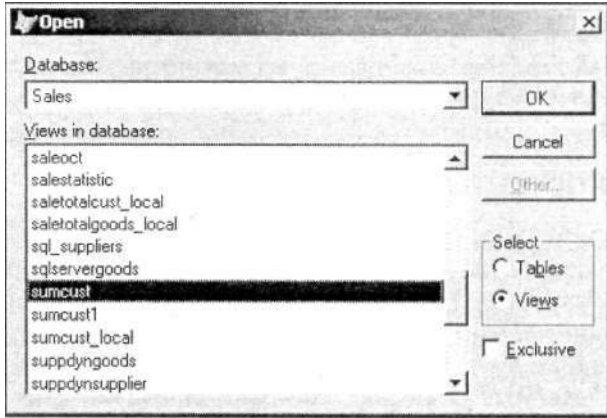 Open
Database:
Sales
OK
Views in database:
Cancel
saleoct
salestatistic
Other...
saletotalcust_local
saletotalgoods_local
sql_suppliers
Select
sqlservergoods
Tables
sumcust
Views
sumcust1
sumcust_local
Exclusive
suppdyngoods
suppdynsupplier